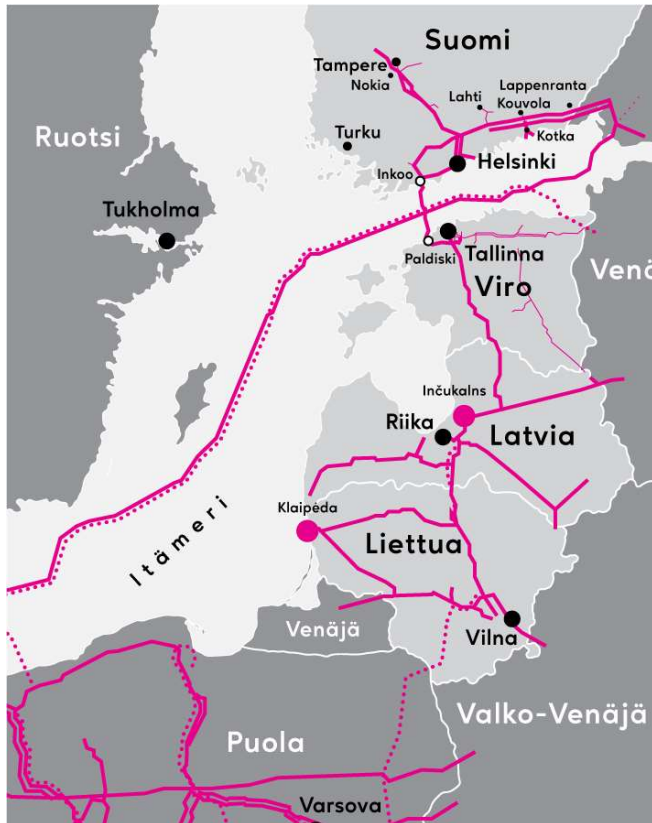 Suomi
Tampere
Nokia
Lahti
Lappenranta
Kouvola
Kotka
Turku
Ruotsi
Helsinki
Inkoo
Tukholma
Tallinna
Paldiski
Viro
Venä
Inčukalns
Riika
Latvia
Klaipėda
Itämeri
Liettua
Venäjä
Vilna
Valko-Venäjä
Puola
Varsova